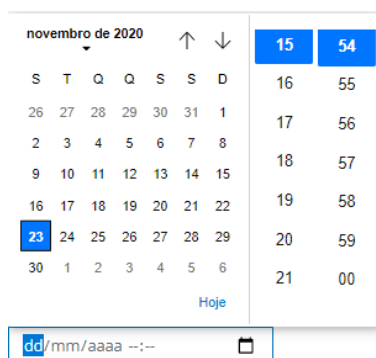 novembro de 2020
S T Q Q S S D
26 27 28 29 30 31 1
2 3 4 5 6 7 8
9 10 11 12 13 14 15
16 17 18 19 20 21 22
23 24 25 26 27 28 29
30 1 2 3 4 5 6
Hoje
15 54
16 55
17 56
18 57
19 58
20 59
21 00
dd/mm/aaaa --:--